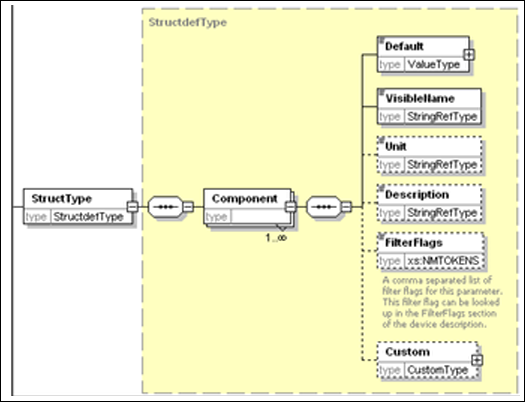 StructdefType
Default
type ValueType
VisibleName
type StringRefType
Unit
type StringRefType
StructType
type StructdefType
Component
type
1..∞
Description
type StringRefType
FilterFlags
type xs:NMTOKENS
A comma separated list of
filter flags for this parameter.
This filter flag can be looked
up in the FilterFlags section
of the device description.
Custom
type CustomType